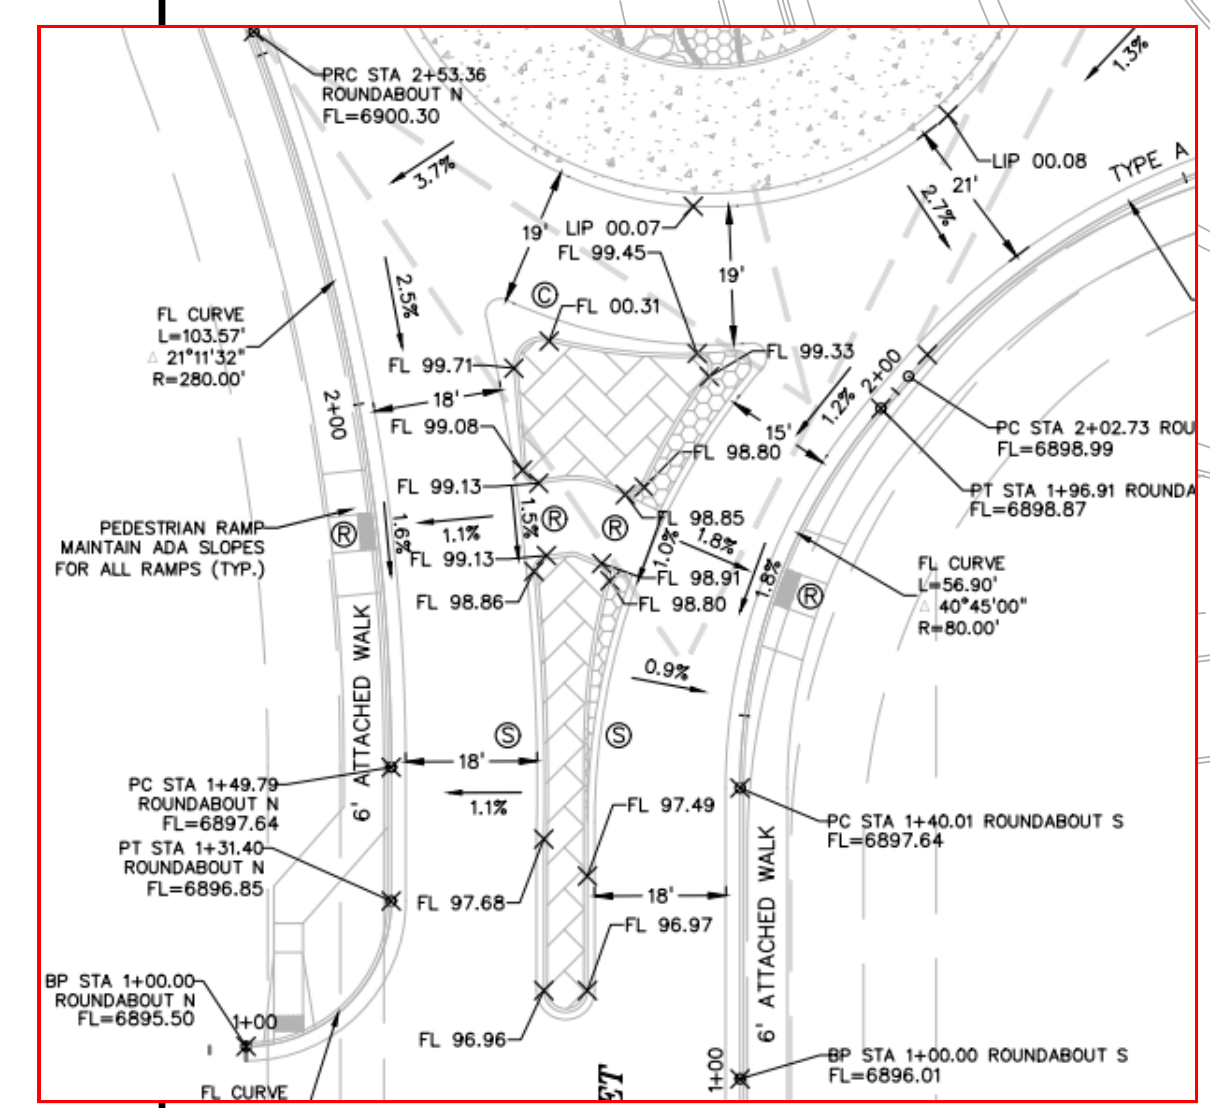 1.3%
PRC STA 2+53.36
ROUNDABOUT N
FL=6900.30
3.7%
LIP 00.08
TYPE A
21'
2.7%
19'
LIP 00.07
FL 99.45
19'
2.5%
C
FL 00.31
FL CURVE
L=103.57'
△ 21°11'32"
R=280.00'
FL 99.71
FL 99.33
18'
2+00
1.2%
2+00
15'
FL 99.08
PC STA 2+02.73 ROU
FL=6898.99
FL 98.80
FL 99.13
PT STA 1+96.91 ROUNDA
FL=6898.87
PEDESTRIAN RAMP
MAINTAIN ADA SLOPES
FOR ALL RAMPS (TYP.)
R
1.6%
1.1%
1.5%
R
R
FL 98.85
1.0%
1.8%
1.8%
FL 99.13
FL 98.91
FL 98.86
FL 98.80
R
FL CURVE
L=56.90'
△ 40°45'00"
R=80.00'
6' ATTACHED WALK
0.9%
S
S
18'
1.1%
PC STA 1+49.79
ROUNDABOUT N
FL=6897.64
PT STA 1+31.40
ROUNDABOUT N
FL=6896.85
FL 97.49
PC STA 1+40.01 ROUNDABOUT S
FL=6897.64
FL 97.68
18'
FL 96.97
6' ATTACHED WALK
BP STA 1+00.00
ROUNDABOUT N
FL=6895.50
1+00
FL 96.96
BP STA 1+00.00 ROUNDABOUT S
FL=6896.01
1+00
FL CURVE
ET